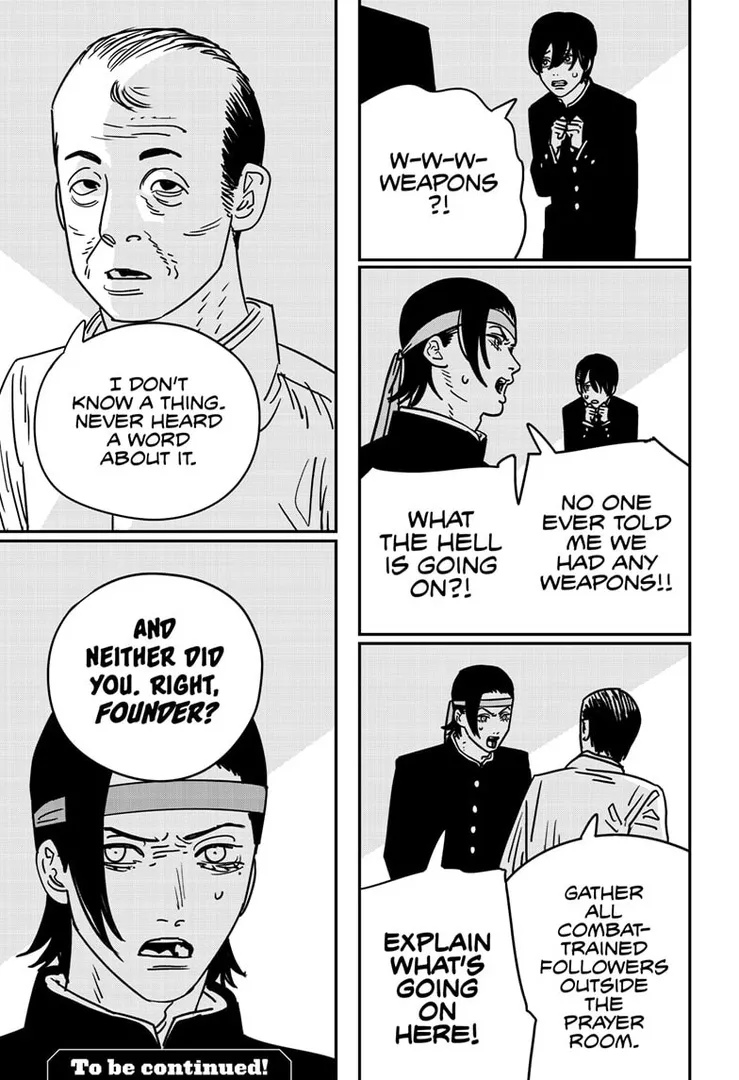 W-W-W-
WEAPONS
?!
NO ONE
EVER TOLD
ME WE
HAD ANY
WEAPONS!!
WHAT
THE HELL
IS GOING
ON?!
GATHER
ALL
COMBAT-
TRAINED
FOLLOWERS
OUTSIDE
THE
PRAYER
ROOM.
EXPLAIN
WHAT'S
GOING
ON
HERE!
I DON'T
KNOW A THING.
NEVER HEARD
A WORD
ABOUT IT.
AND
NEITHER DID
YOU. RIGHT,
FOUNDER?
To be continued!